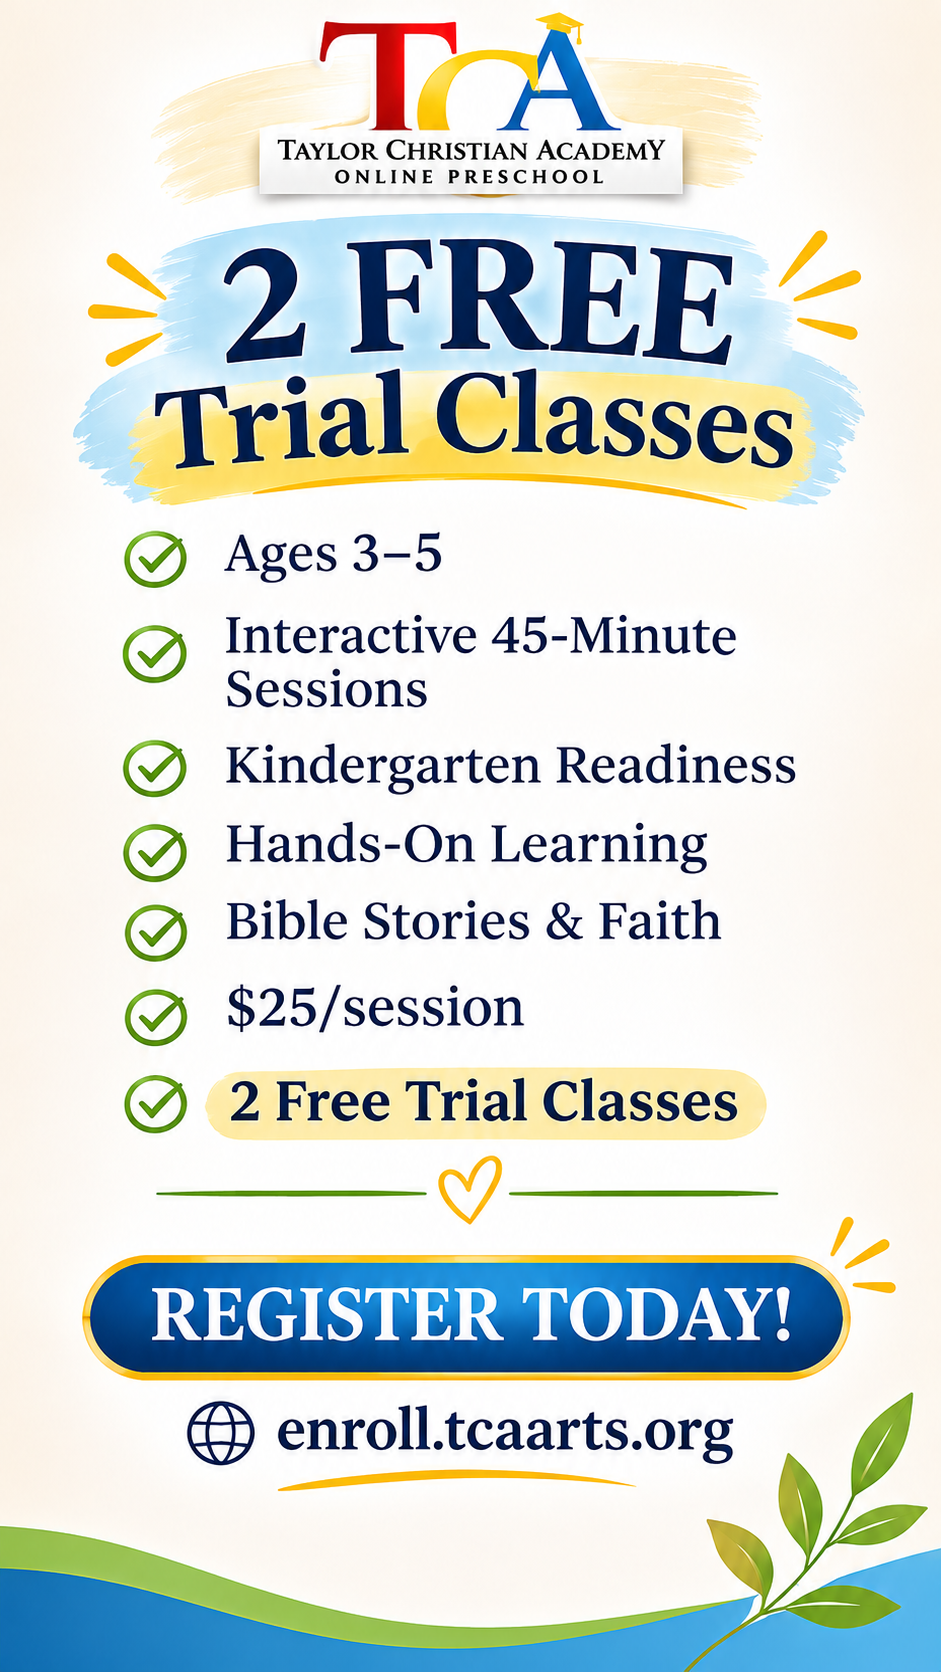 TCA
TAYLOR CHRISTIAN ACADEMY
ONLINE PRESCHOOL
2 FREE
Trial Classes
Ages 3–5
Interactive 45-Minute
Sessions
Kindergarten Readiness
Hands-On Learning
Bible Stories & Faith
$25/session
2 Free Trial Classes
REGISTER TODAY!
enroll.tcaarts.org